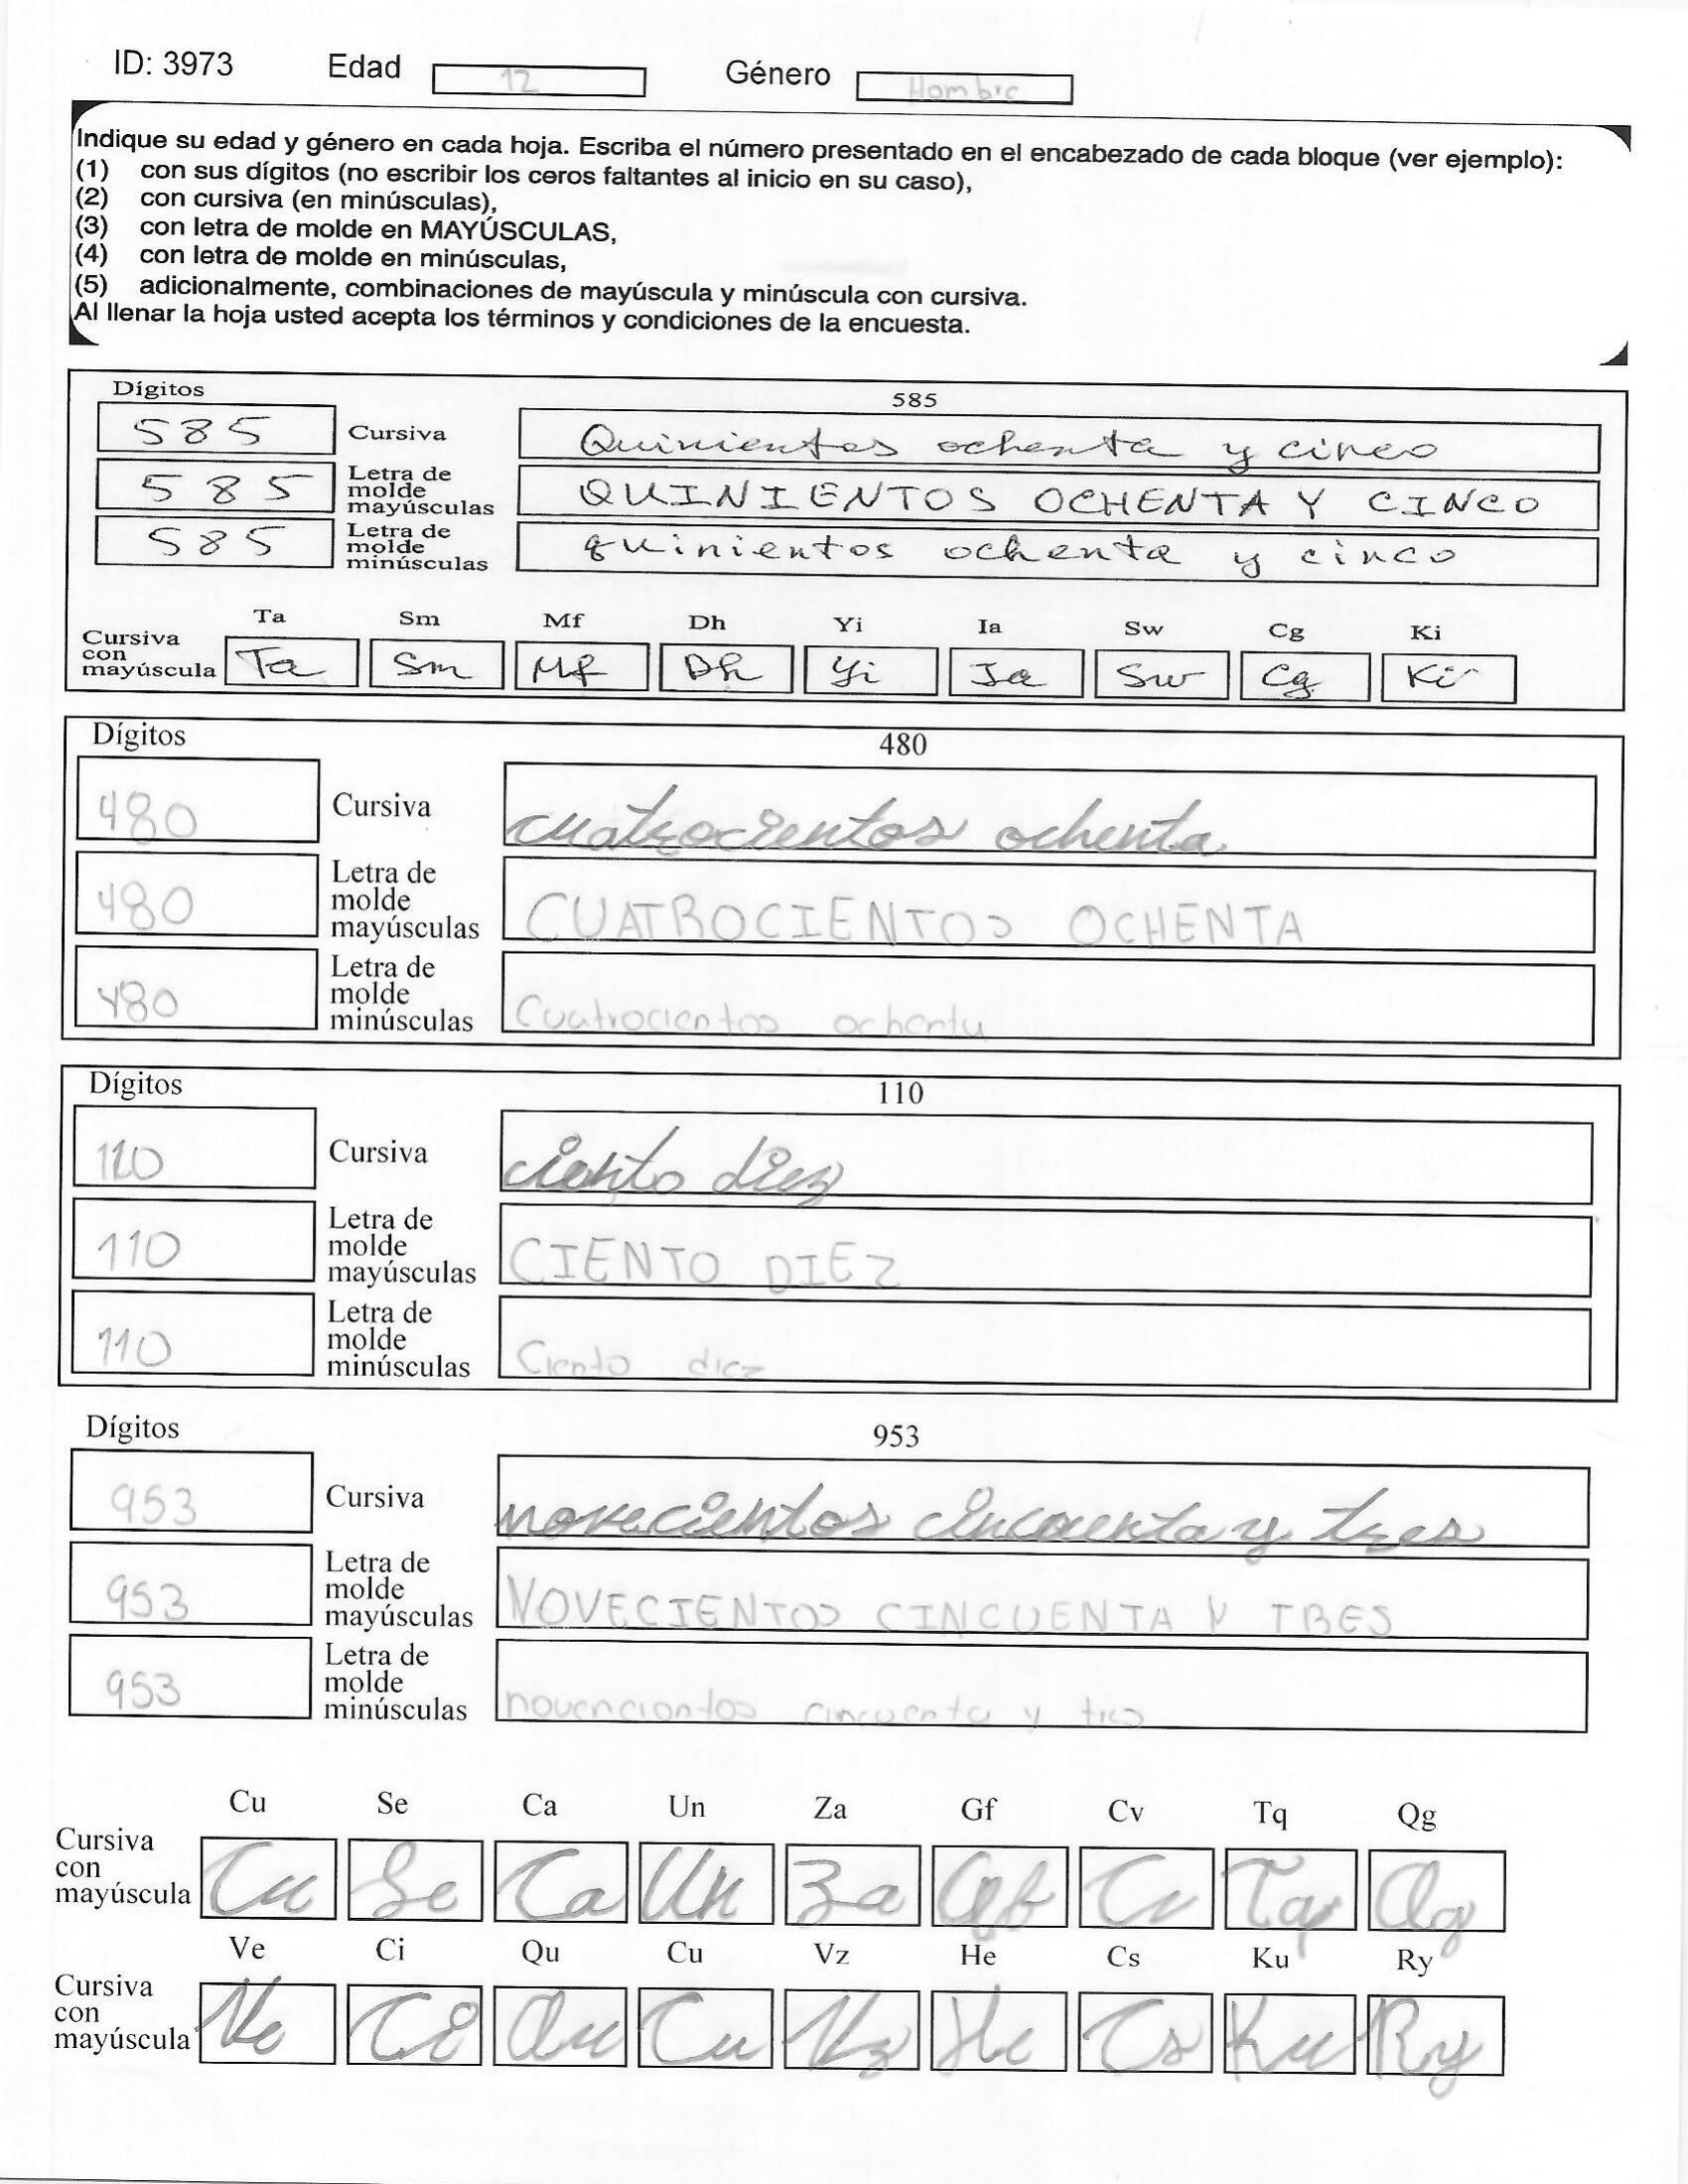 ID: 3973 Edad 12 Género Hombre
Indique su edad y género en cada hoja. Escriba el número presentado en el encabezado de cada bloque (ver ejemplo):
(1) con sus dígitos (no escribir los ceros faltantes al inicio en su caso),
(2) con cursiva (en minúsculas),
(3) con letra de molde en MAYÚSCULAS,
(4) con letra de molde en minúsculas,
(5) adicionalmente, combinaciones de mayúscula y minúscula con cursiva.
Al llenar la hoja usted acepta los términos y condiciones de la encuesta.
Dígitos 585
585 Cursiva Quinientos ochenta y cinco
585 Letra de molde mayúsculas QUINIENTOS OCHENTA Y CINCO
585 Letra de molde minúsculas quinientos ochenta y cinco
Ta Sm Mf Dh Yi Ia Sw Cg Ki
Cursiva con mayúscula Ta Sm Mf Dh Yi Ia Sw Cg Ki
Dígitos 480
480 Cursiva cuatrocientos ochenta
480 Letra de molde mayúsculas CUATROCIENTOS OCHENTA
480 Letra de molde minúsculas Cuatrocientos ochenta
Dígitos 110
110 Cursiva ciento diez
110 Letra de molde mayúsculas CIENTO DIEZ
110 Letra de molde minúsculas Ciento diez
Dígitos 953
953 Cursiva novecientos cincuenta y tres
953 Letra de molde mayúsculas NOVECIENTOS CINCUENTA Y TRES
953 Letra de molde minúsculas novenciontos cincuenta y tres
Cu Se Ca Un Za Gf Cv Tq Qg
Cursiva con mayúscula Cu Se Ca Un Za Gf Cv Tq Qg
Ve Ci Qu Cu Vz He Cs Ku Ry
Cursiva con mayúscula Ve Ci Qu Cu Vz He Cs Ku Ry